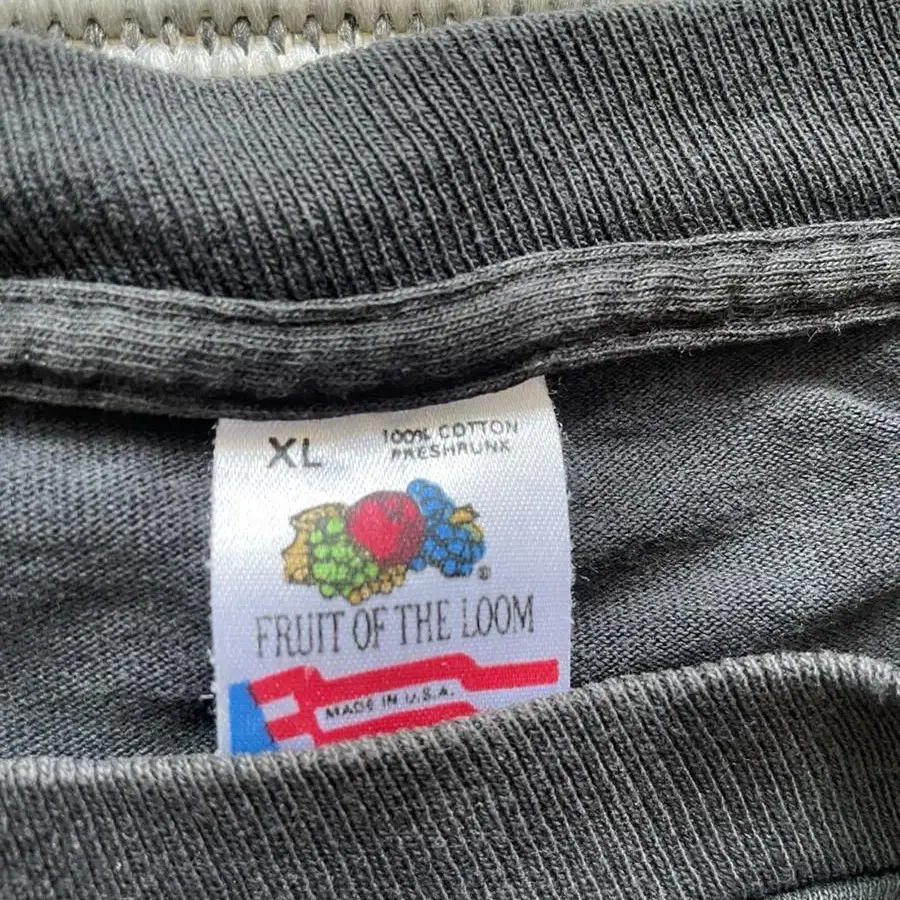 XL
100% COTTON
PRESHRUNK
®
FRUIT OF THE LOOM
MADE IN U.S.A.